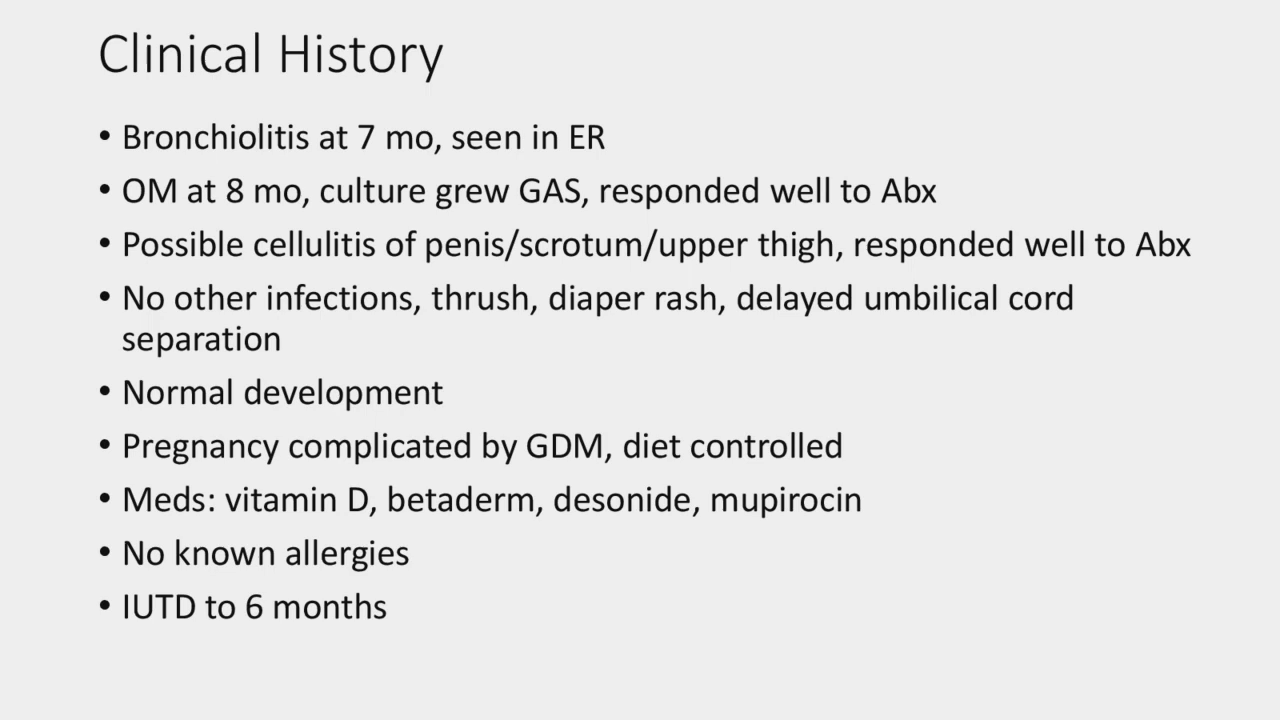 Clinical History
• Bronchiolitis at 7 mo, seen in ER
• OM at 8 mo, culture grew GAS, responded well to Abx
• Possible cellulitis of penis/scrotum/upper thigh, responded well to Abx
• No other infections, thrush, diaper rash, delayed umbilical cord
separation
• Normal development
• Pregnancy complicated by GDM, diet controlled
• Meds: vitamin D, betaderm, desonide, mupirocin
• No known allergies
• IUTD to 6 months